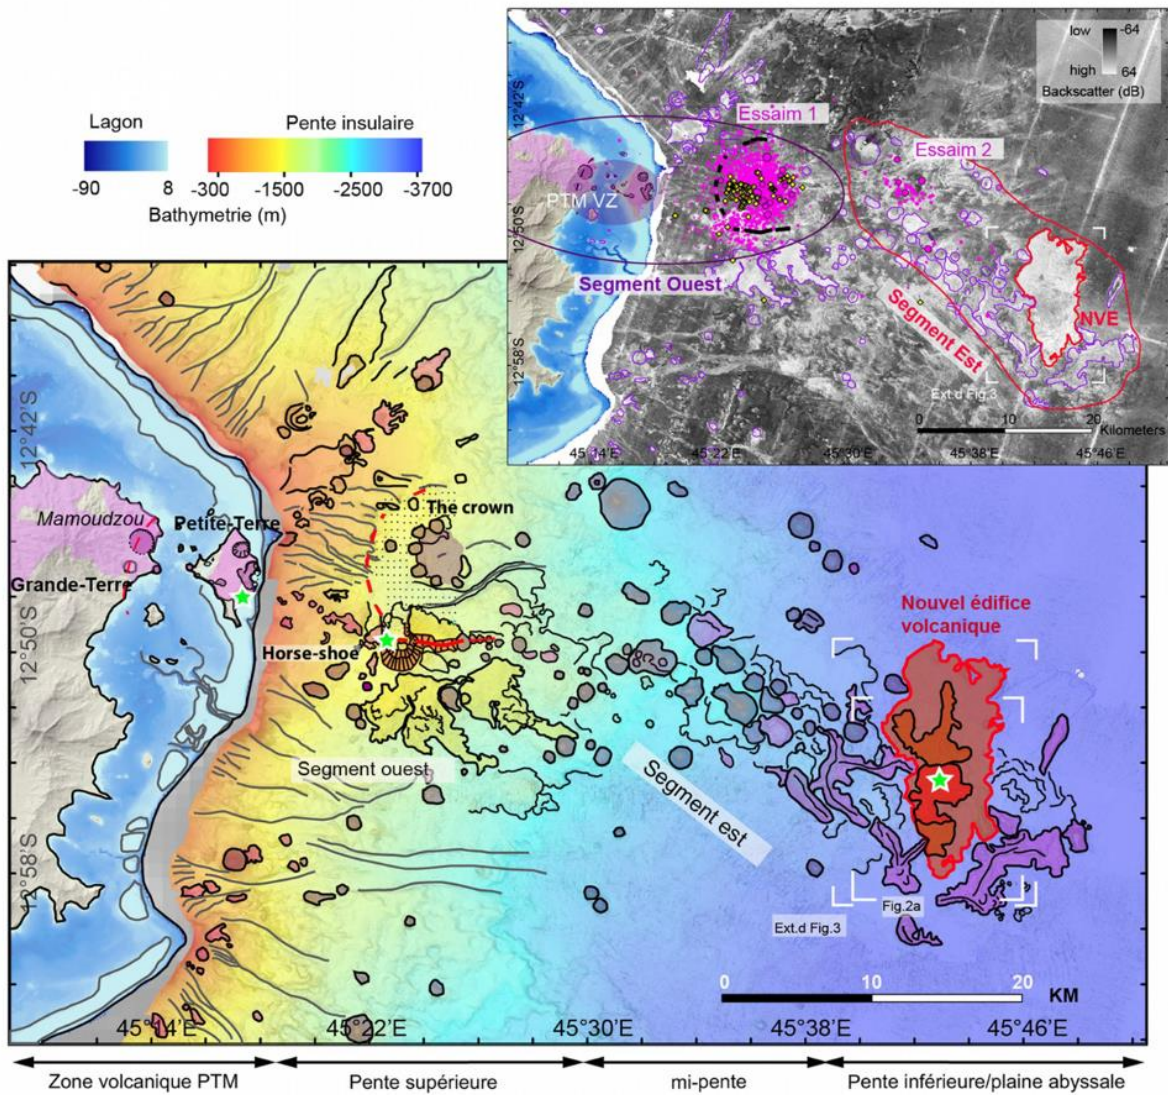 Lagon
Pente insulaire
-90
8
-300
-1500
-2500
-3700
Bathymetrie (m)
low
-64
high
64
Backscatter (dB)
12°42'S
12°50'S
12°58'S
Essaim 1
Essaim 2
PTM VZ
Segment Ouest
Segment Est
NVE
Ext.d Fig.3
0
10
20
Kilometers
45°14'E
45°22'E
45°30'E
45°38'E
45°46'E
12°42'S
12°50'S
12°58'S
Mamoudzou
Petite-Terre
Grande-Terre
The crown
Horse-shoe
Nouvel édifice
volcanique
Segment ouest
Segment est
Fig.2a
Ext.d Fig.3
0
10
20
KM
45°14'E
45°22'E
45°30'E
45°38'E
45°46'E
Zone volcanique PTM
Pente supérieure
mi-pente
Pente inférieure/plaine abyssale